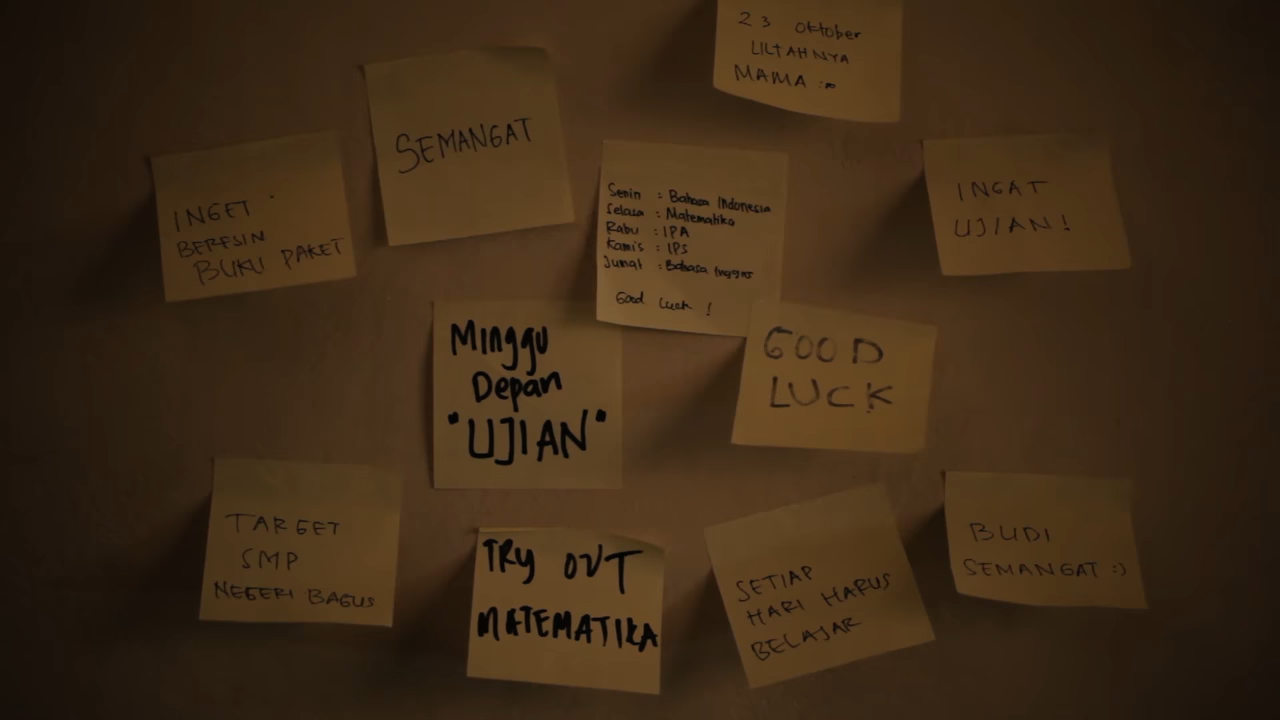 23 Oktober
ULTAHNYA
MAMA :)
SEMANGAT
INGET
BERESIN
BUKU PAKET
Senin : Bahasa Indonesia
Selasa : Matematika
Rabu : IPA
Kamis : IPS
Jumat : Bahasa Inggris
Good Luck !
INGAT
UJIAN!
Minggu
Depan
"UJIAN"
GOOD
LUCK
TARGET
SMP
NEGERI BAGUS
TRY OUT
MATEMATIKA
SETIAP
HARI HARUS
BELAJAR
BUDI
SEMANGAT :)